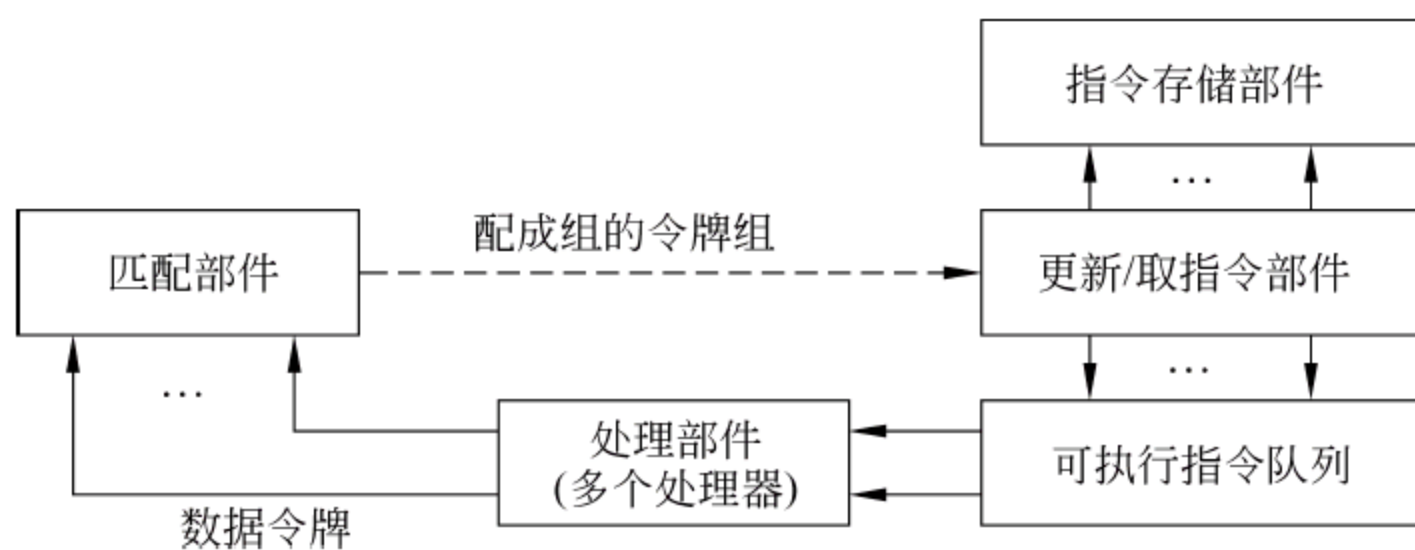 指令存储部件
…
配成组的令牌组
匹配部件
更新/取指令部件
…
…
处理部件
(多个处理器)
可执行指令队列
数据令牌